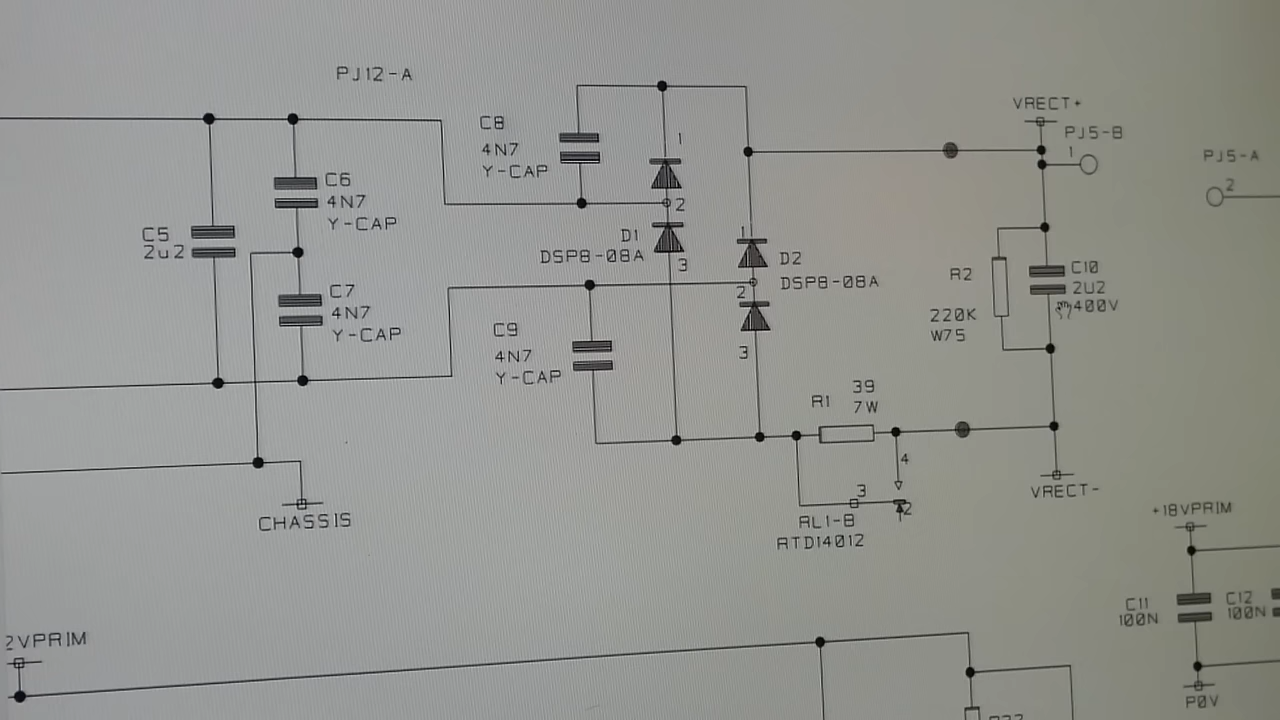 PJ12-A
C8
4N7
Y-CAP
1
2
D1
DSP8-08A
3
C6
4N7
Y-CAP
C5
2u2
C7
4N7
Y-CAP
C9
4N7
Y-CAP
1
D2
DSP8-08A
2
3
VRECT+
PJ5-B
1
PJ5-A
2
R2
220K
W75
C10
2U2
400V
39
R1
7W
4
3
2
RL1-B
RTD14012
VRECT-
CHASSIS
+18VPRIM
C11
100N
C12
100N
P0V
2VPRIM